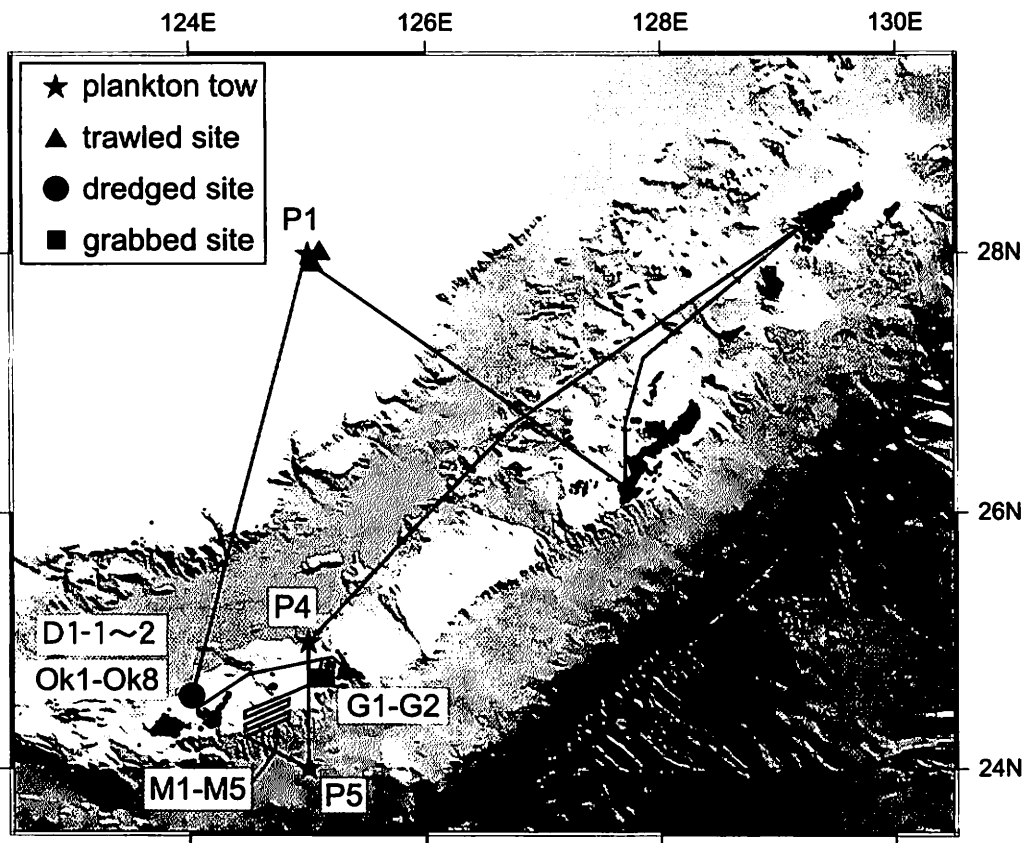 124E 126E 128E 130E
plankton tow
trawled site
dredged site
grabbed site
P1
28N
26N
P4
D1-1～2
Ok1-Ok8
G1-G2
M1-M5
P5
24N